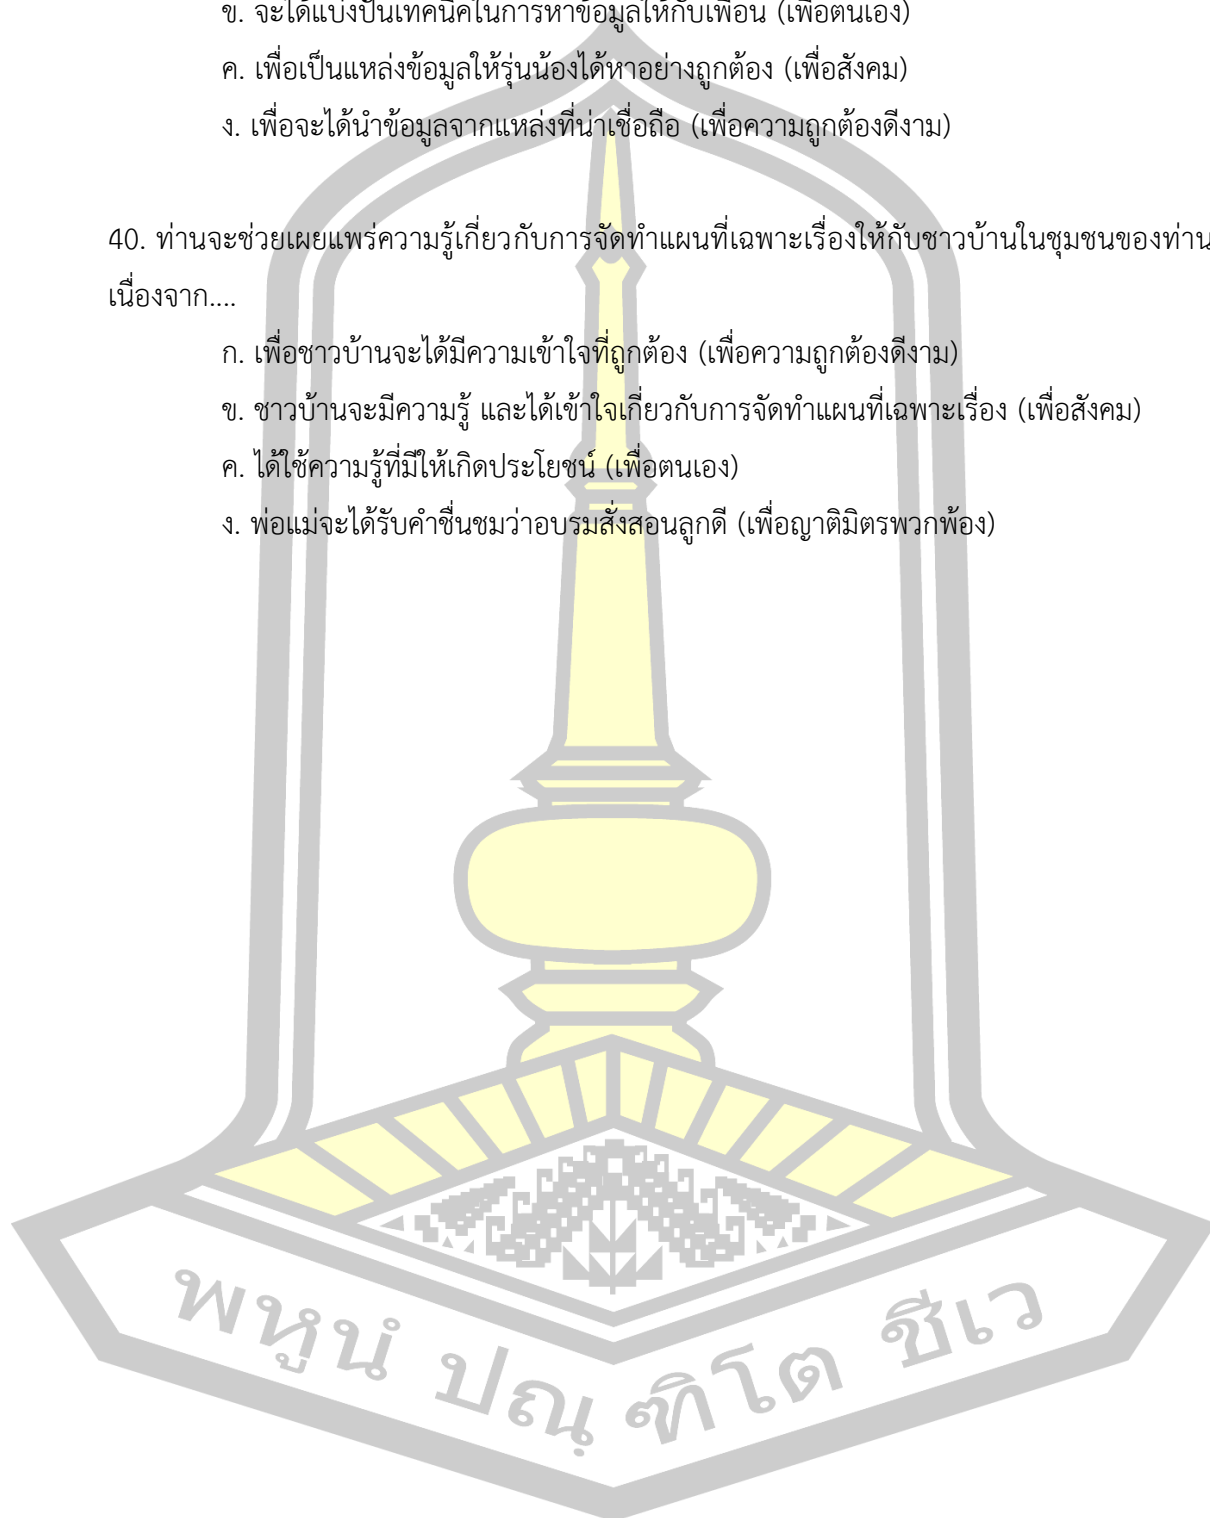 ข. จะได้แบ่งปันเทคนิคในการหาข้อมูลให้กับเพื่อน (เพื่อตนเอง)
ค. เพื่อเป็นแหล่งข้อมูลให้รุ่นน้องได้หาอย่างถูกต้อง (เพื่อสังคม)
ง. เพื่อจะได้นำข้อมูลจากแหล่งที่น่าเชื่อถือ (เพื่อความถูกต้องดีงาม)
40. ท่านจะช่วยเผยแพร่ความรู้เกี่ยวกับการจัดทำแผนที่เฉพาะเรื่องให้กับชาวบ้านในชุมชนของท่าน
เนื่องจาก....
ก. เพื่อชาวบ้านจะได้มีความเข้าใจที่ถูกต้อง (เพื่อความถูกต้องดีงาม)
ข. ชาวบ้านจะมีความรู้ และได้เข้าใจเกี่ยวกับการจัดทำแผนที่เฉพาะเรื่อง (เพื่อสังคม)
ค. ได้ใช้ความรู้ที่มีให้เกิดประโยชน์ (เพื่อตนเอง)
ง. พ่อแม่จะได้รับคำชื่นชมว่าอบรมสั่งสอนลูกดี (เพื่อญาติมิตรพวกพ้อง)
พหูนํ ปณฺฑิโต ชีเว